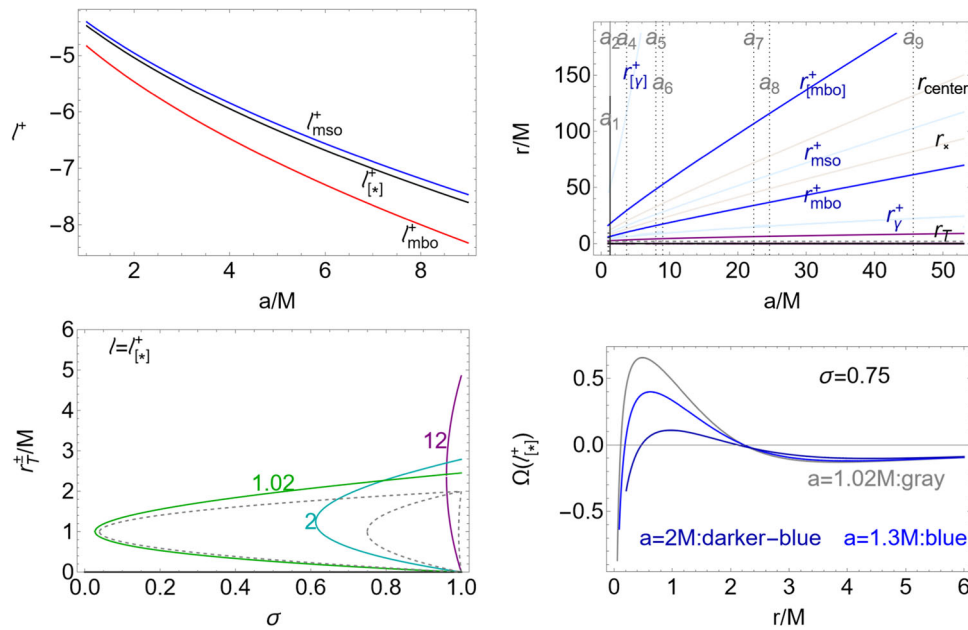 −5
−6
−7
−8
ℓ⁺
ℓ⁺mso
ℓ⁺[*]
ℓ⁺mbo
2
4
6
8
a/M
150
100
50
0
r/M
a₂
a₄
a₅
a₇
a₉
a₁
a₆
a₈
r⁺[γ]
r⁺[mbo]
rcenter
r⁺mso
r×
r⁺mbo
r⁺γ
rT
0
10
20
30
40
50
a/M
6
5
4
3
2
1
0
r±T/M
ℓ=ℓ⁺[*]
12
1.02
2
0.0
0.2
0.4
0.6
0.8
1.0
σ
0.5
0.0
−0.5
Ω(ℓ⁺[*])
σ=0.75
a=1.02M:gray
a=2M:darker−blue a=1.3M:blue
0
1
2
3
4
5
6
r/M